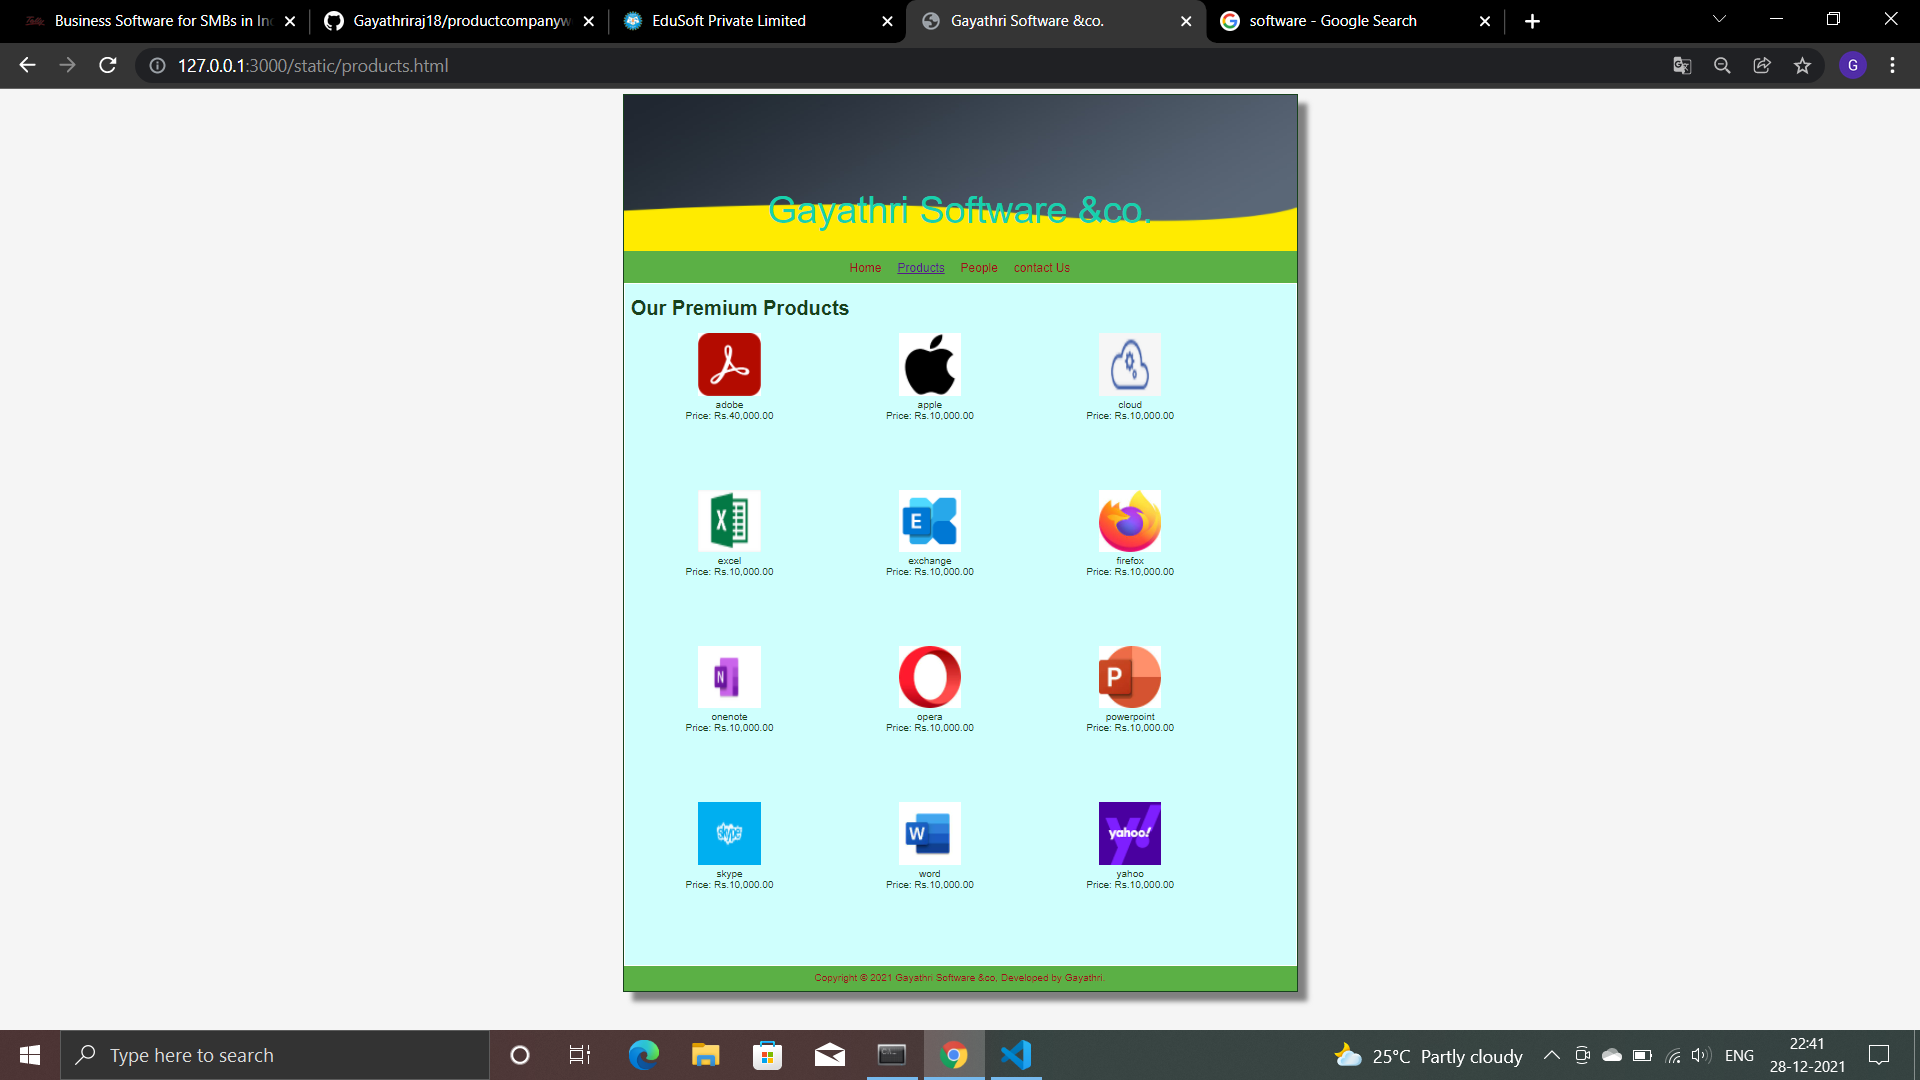 Business Software for SMBs in Ind
Gayathriraj18/productcompanyw
EduSoft Private Limited
Gayathri Software &co.
software - Google Search
127.0.0.1:3000/static/products.html
G
Gayathri Software &co.
Home Products People contact Us
Our Premium Products
adobe
Price: Rs.40,000.00
apple
Price: Rs.10,000.00
cloud
Price: Rs.10,000.00
excel
Price: Rs.10,000.00
exchange
Price: Rs.10,000.00
firefox
Price: Rs.10,000.00
onenote
Price: Rs.10,000.00
opera
Price: Rs.10,000.00
powerpoint
Price: Rs.10,000.00
skype
skype
Price: Rs.10,000.00
word
Price: Rs.10,000.00
yahoo!
yahoo
Price: Rs.10,000.00
Copyright © 2021 Gayathri Software &co, Developed by Gayathri.
Type here to search
25°C Partly cloudy
ENG
22:41
28-12-2021